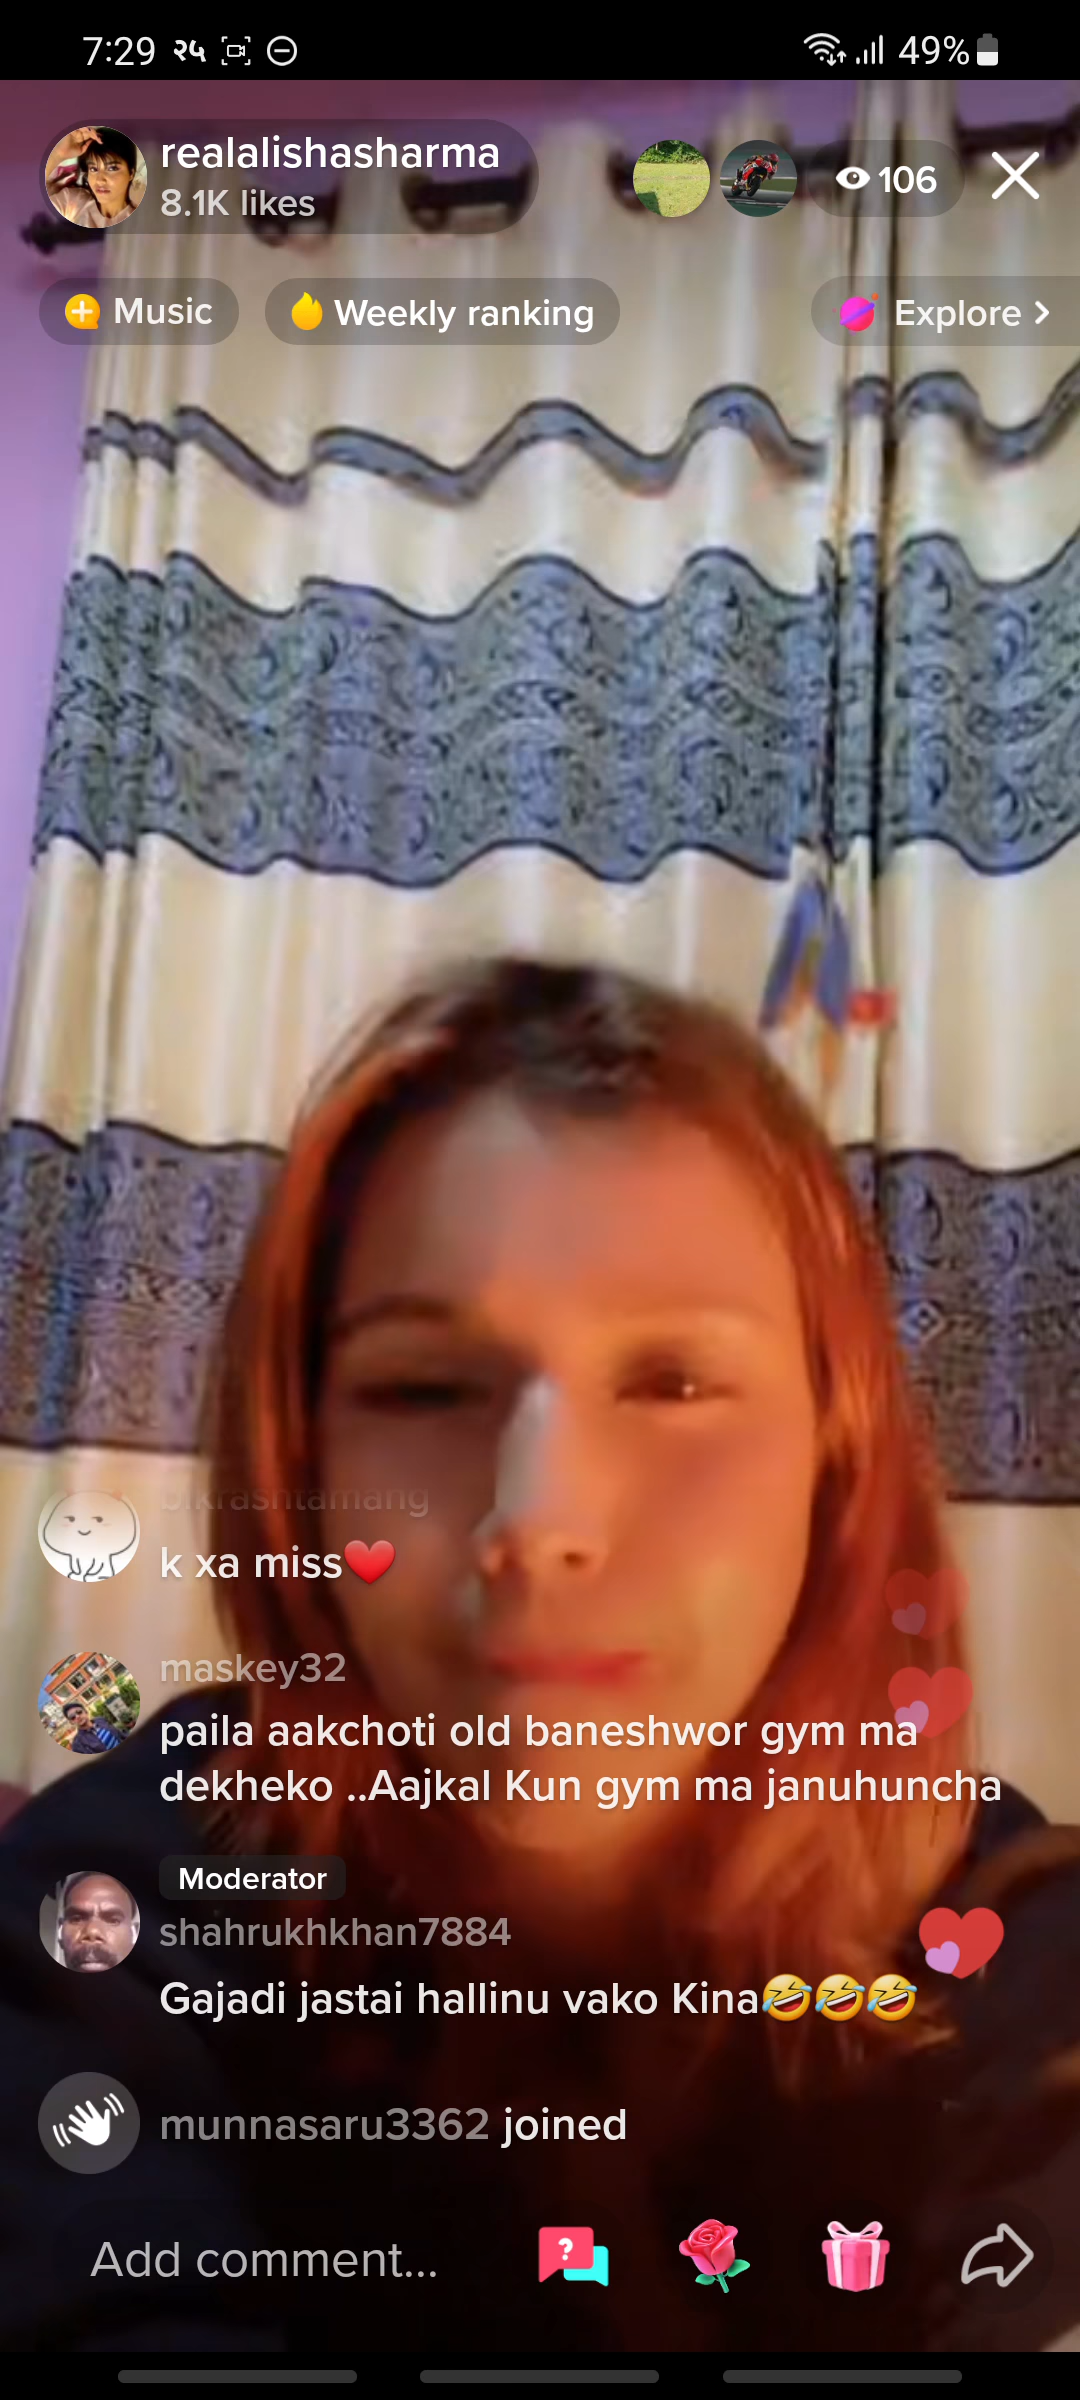 7:29 २५ 49%
realalishasharma
8.1K likes
106
Music
Weekly ranking
Explore >
bikrashtamang
k xa miss❤️
maskey32
paila aakchoti old baneshwor gym ma
dekheko ..Aajkal Kun gym ma januhuncha
Moderator
shahrukhkhan7884
Gajadi jastai hallinu vako Kina🤣🤣🤣
munnasaru3362 joined
Add comment...
?